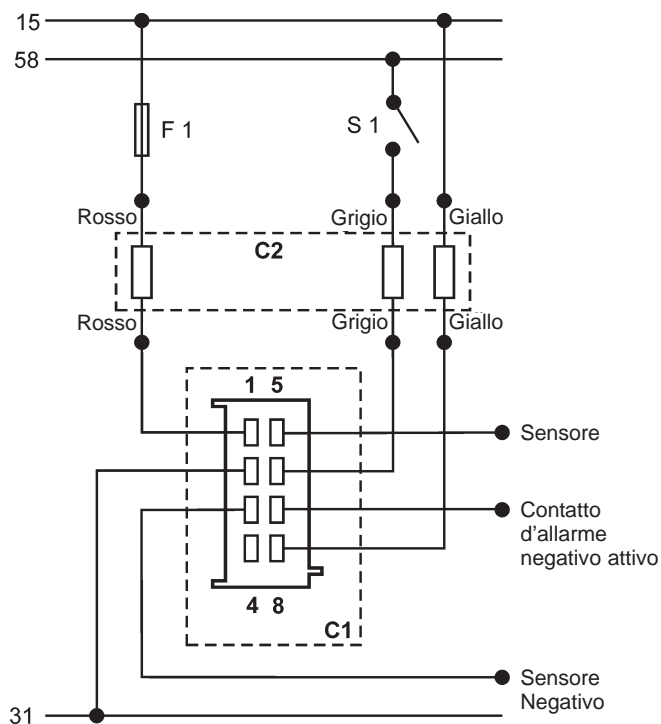 15
58
F 1
S 1
Rosso
Grigio
Giallo
C2
Rosso
Grigio
Giallo
1 5
Sensore
Contatto
d'allarme
negativo attivo
4 8
C1
Sensore
Negativo
31